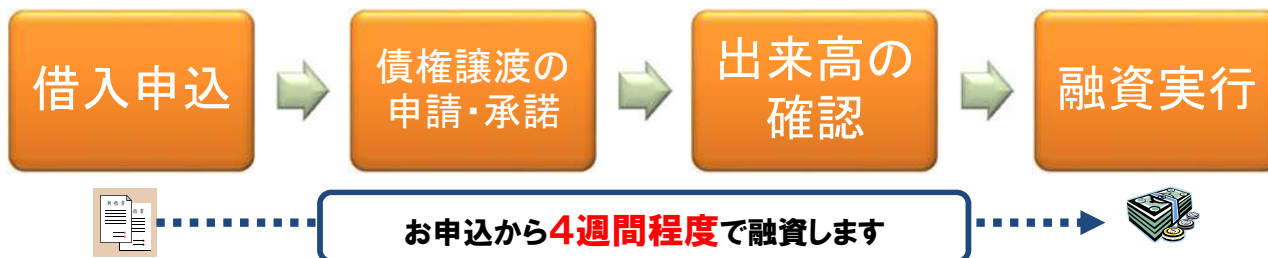 借入申込
債権譲渡の
申請・承諾
出来高の
確認
融資実行
お申込から4週間程度で融資します